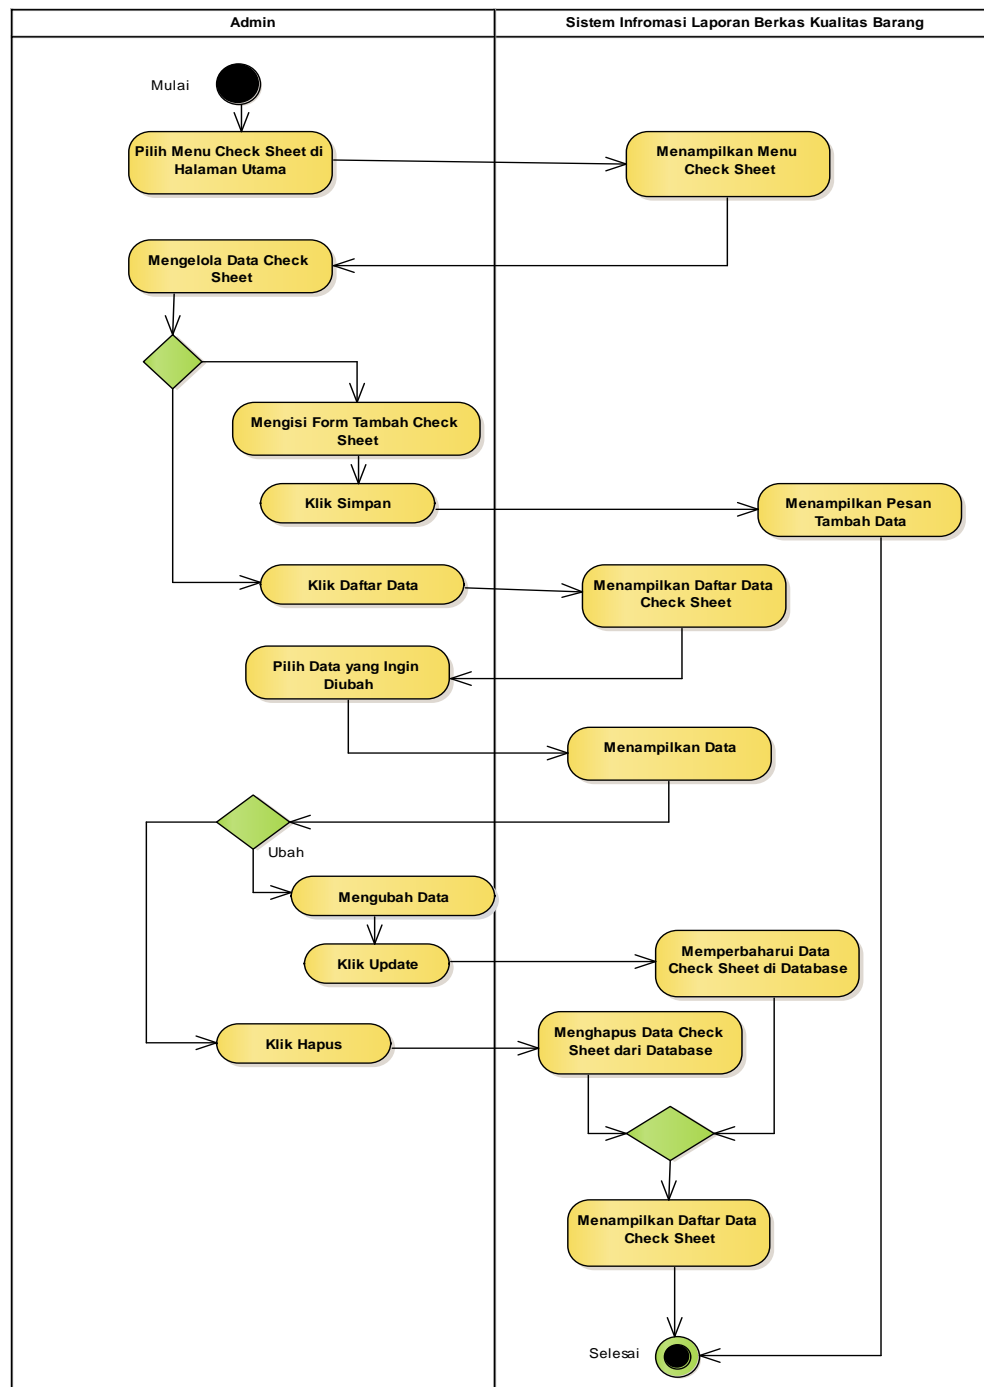 Admin
Sistem Infromasi Laporan Berkas Kualitas Barang
Mulai
Pilih Menu Check Sheet di
Halaman Utama
Menampilkan Menu
Check Sheet
Mengelola Data Check
Sheet
Mengisi Form Tambah Check
Sheet
Klik Simpan
Menampilkan Pesan
Tambah Data
Klik Daftar Data
Menampilkan Daftar Data
Check Sheet
Pilih Data yang Ingin
Diubah
Menampilkan Data
Ubah
Mengubah Data
Klik Update
Memperbaharui Data
Check Sheet di Database
Klik Hapus
Menghapus Data Check
Sheet dari Database
Menampilkan Daftar Data
Check Sheet
Selesai